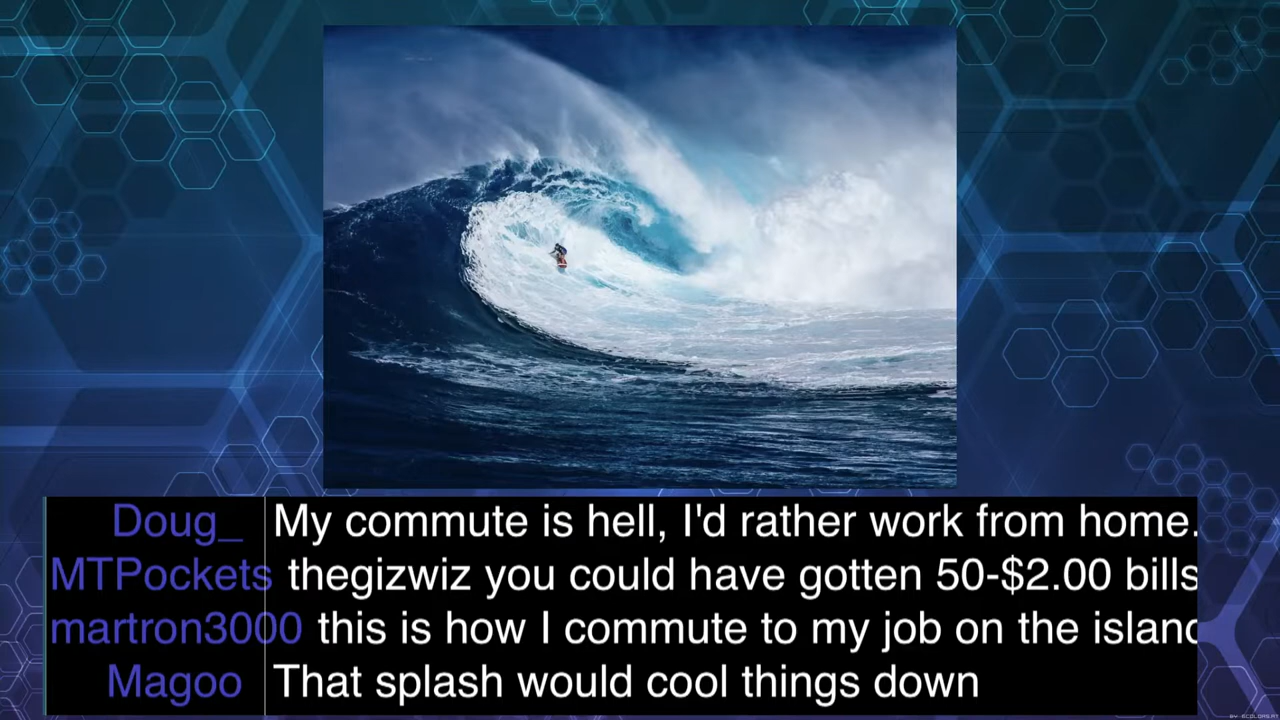 Doug_ My commute is hell, I'd rather work from home.
MTPockets thegizwiz you could have gotten 50-$2.00 bills
martron3000 this is how I commute to my job on the islanc
Magoo That splash would cool things down